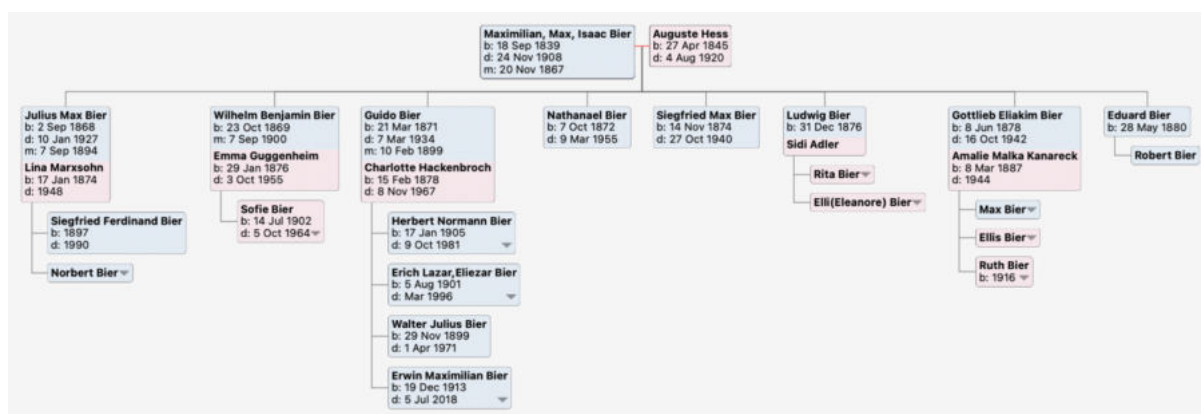 Maximilian, Max, Isaac Bier
b: 18 Sep 1839
d: 24 Nov 1908
m: 20 Nov 1867
Auguste Hess
b: 27 Apr 1845
d: 4 Aug 1920
Julius Max Bier
b: 2 Sep 1868
d: 10 Jan 1927
m: 7 Sep 1894
Lina Marxsohn
b: 17 Jan 1874
d: 1948
Siegfried Ferdinand Bier
b: 1897
d: 1990
Norbert Bier
Wilhelm Benjamin Bier
b: 23 Oct 1869
m: 7 Sep 1900
Emma Guggenheim
b: 29 Jan 1876
d: 3 Oct 1955
Sofie Bier
b: 14 Jul 1902
d: 5 Oct 1964
Guido Bier
b: 21 Mar 1871
d: 7 Mar 1934
m: 10 Feb 1899
Charlotte Hackenbroch
b: 15 Feb 1878
d: 8 Nov 1967
Herbert Normann Bier
b: 17 Jan 1905
d: 9 Oct 1981
Erich Lazar,Eliezar Bier
b: 5 Aug 1901
d: Mar 1996
Walter Julius Bier
b: 29 Nov 1899
d: 1 Apr 1971
Erwin Maximilian Bier
b: 19 Dec 1913
d: 5 Jul 2018
Nathanael Bier
b: 7 Oct 1872
d: 9 Mar 1955
Siegfried Max Bier
b: 14 Nov 1874
d: 27 Oct 1940
Ludwig Bier
b: 31 Dec 1876
Sidi Adler
Rita Bier
Elli(Eleanore) Bier
Gottlieb Eliakim Bier
b: 8 Jun 1878
d: 16 Oct 1942
Amalie Malka Kanareck
b: 8 Mar 1887
d: 1944
Max Bier
Ellis Bier
Ruth Bier
b: 1916
Eduard Bier
b: 28 May 1880
Robert Bier